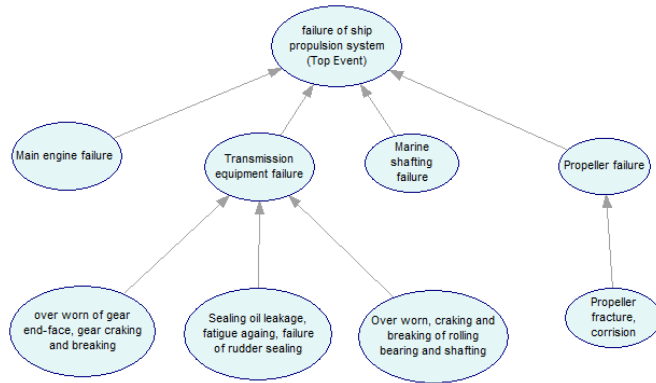 failure of ship
propulsion system
(Top Event)
Main engine failure
Transmission
equipment failure
Marine
shafting
failure
Propeller failure
over worn of gear
end-face, gear craking
and breaking
Sealing oil leakage,
fatigue againg, failure
of rudder sealing
Over worn, craking and
breaking of rolling
bearing and shafting
Propeller
fracture,
corrision